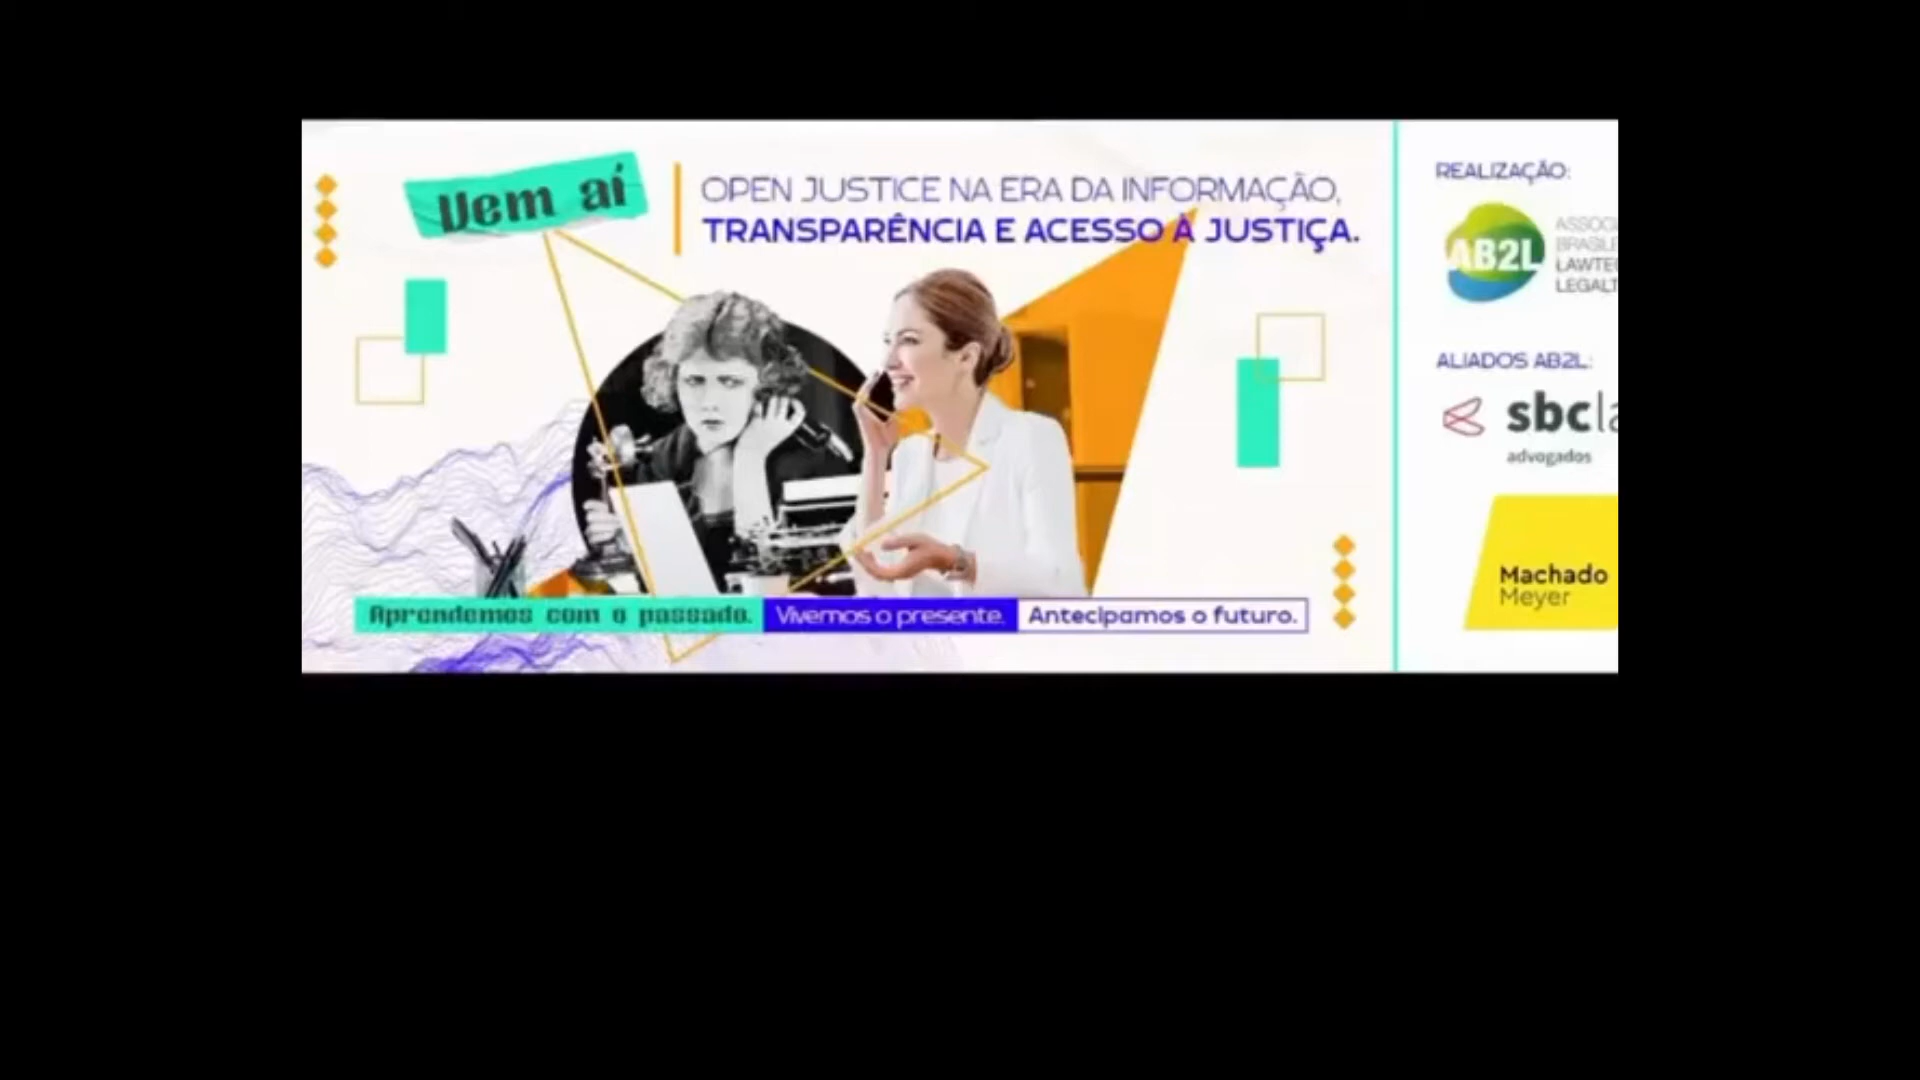 Vem aí
OPEN JUSTICE NA ERA DA INFORMAÇÃO,
TRANSPARÊNCIA E ACESSO À JUSTIÇA.
Aprendemos com o passado.
Vivemos o presente.
Antecipamos o futuro.
REALIZAÇÃO:
AB2L
ALIADOS AB2L:
sbc
advogados
Machado
Meyer